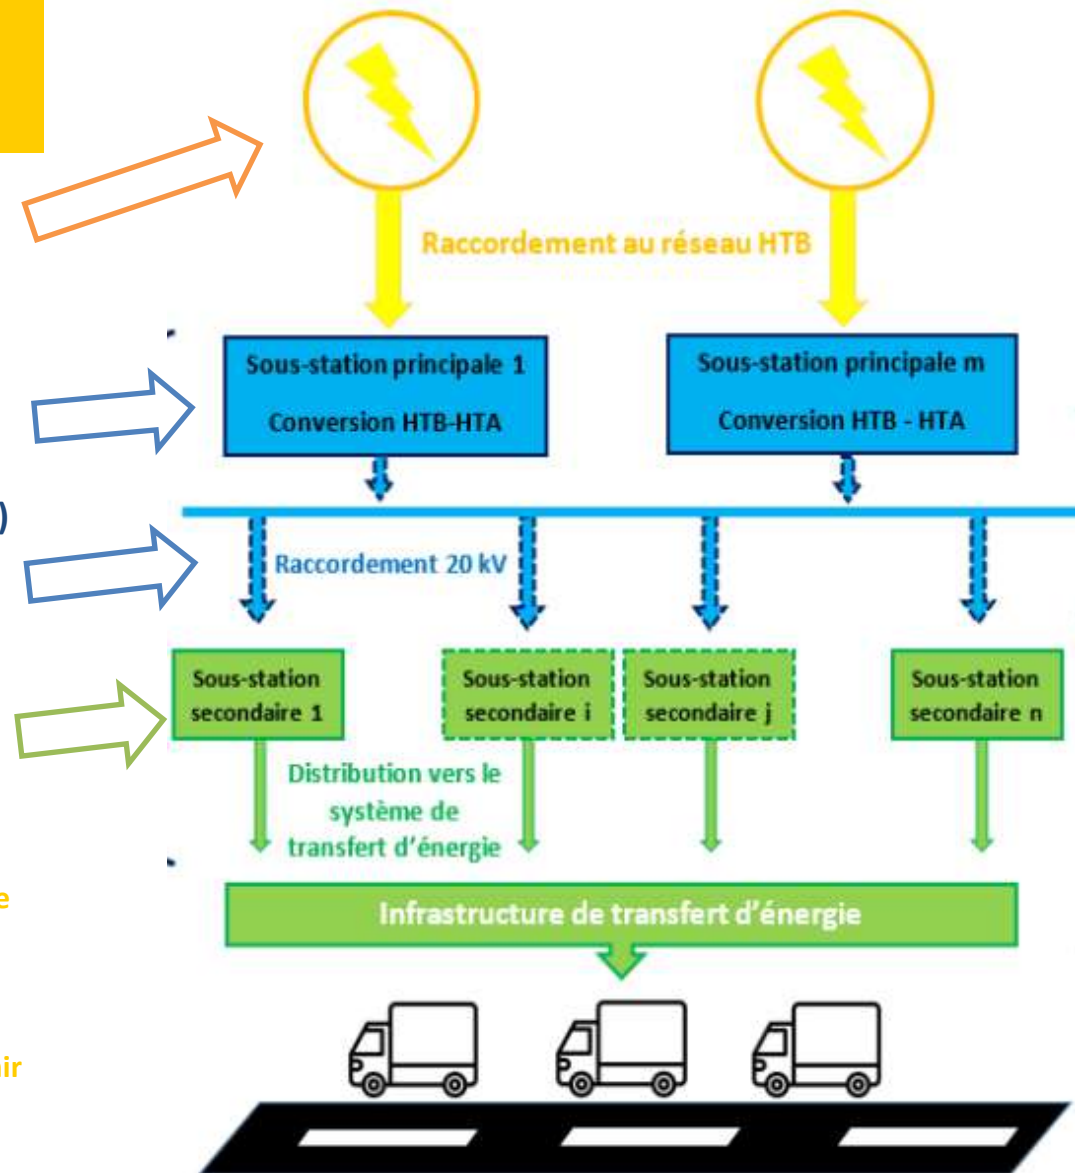 Raccordement au réseau HTB
Sous-station principale 1
Conversion HTB-HTA
Sous-station principale m
Conversion HTB - HTA
)
Raccordement 20 kV
Sous-station
secondaire 1
Sous-station
secondaire i
Sous-station
secondaire j
Sous-station
secondaire n
Distribution vers le
système de
transfert d'énergie
e
Infrastructure de transfert d'énergie
air